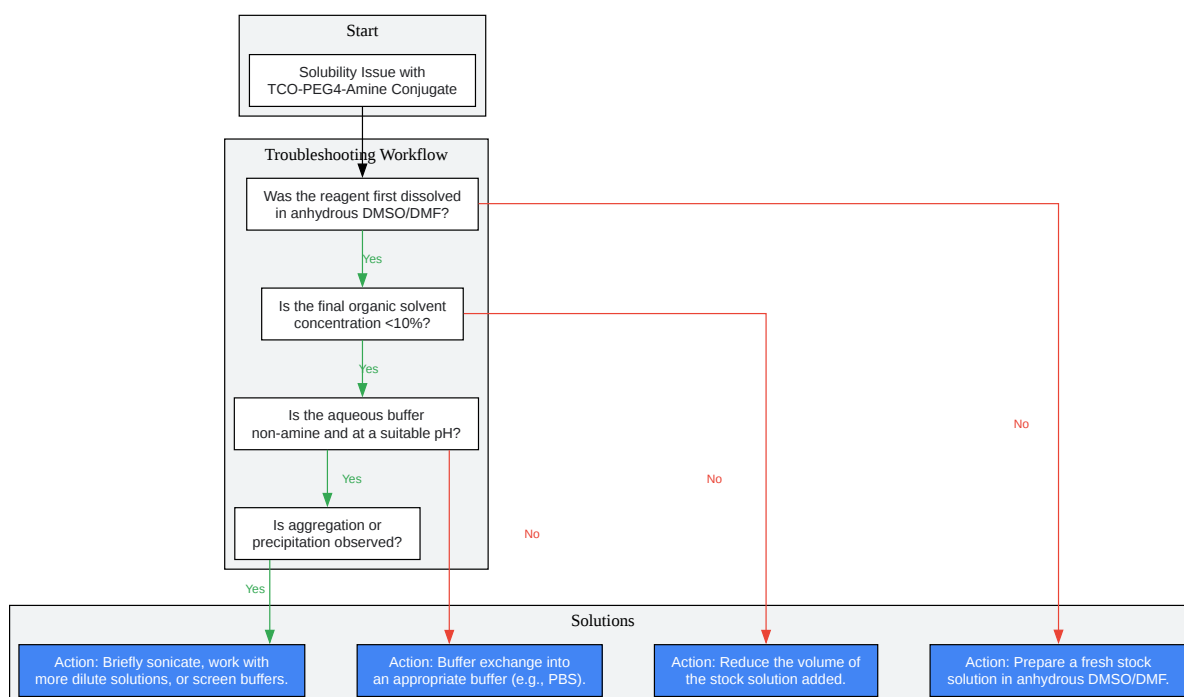 Start
Solubility Issue with
TCO-PEG4-Amine Conjugate
Troubleshooting Workflow
Was the reagent first dissolved
in anhydrous DMSO/DMF?
Yes
Is the final organic solvent
concentration <10%?
Yes
Is the aqueous buffer
non-amine and at a suitable pH?
No
Yes
No
Is aggregation or
precipitation observed?
No
Yes
Solutions
Action: Briefly sonicate, work with
more dilute solutions, or screen buffers.
Action: Buffer exchange into
an appropriate buffer (e.g., PBS).
Action: Reduce the volume of
the stock solution added.
Action: Prepare a fresh stock
solution in anhydrous DMSO/DMF.